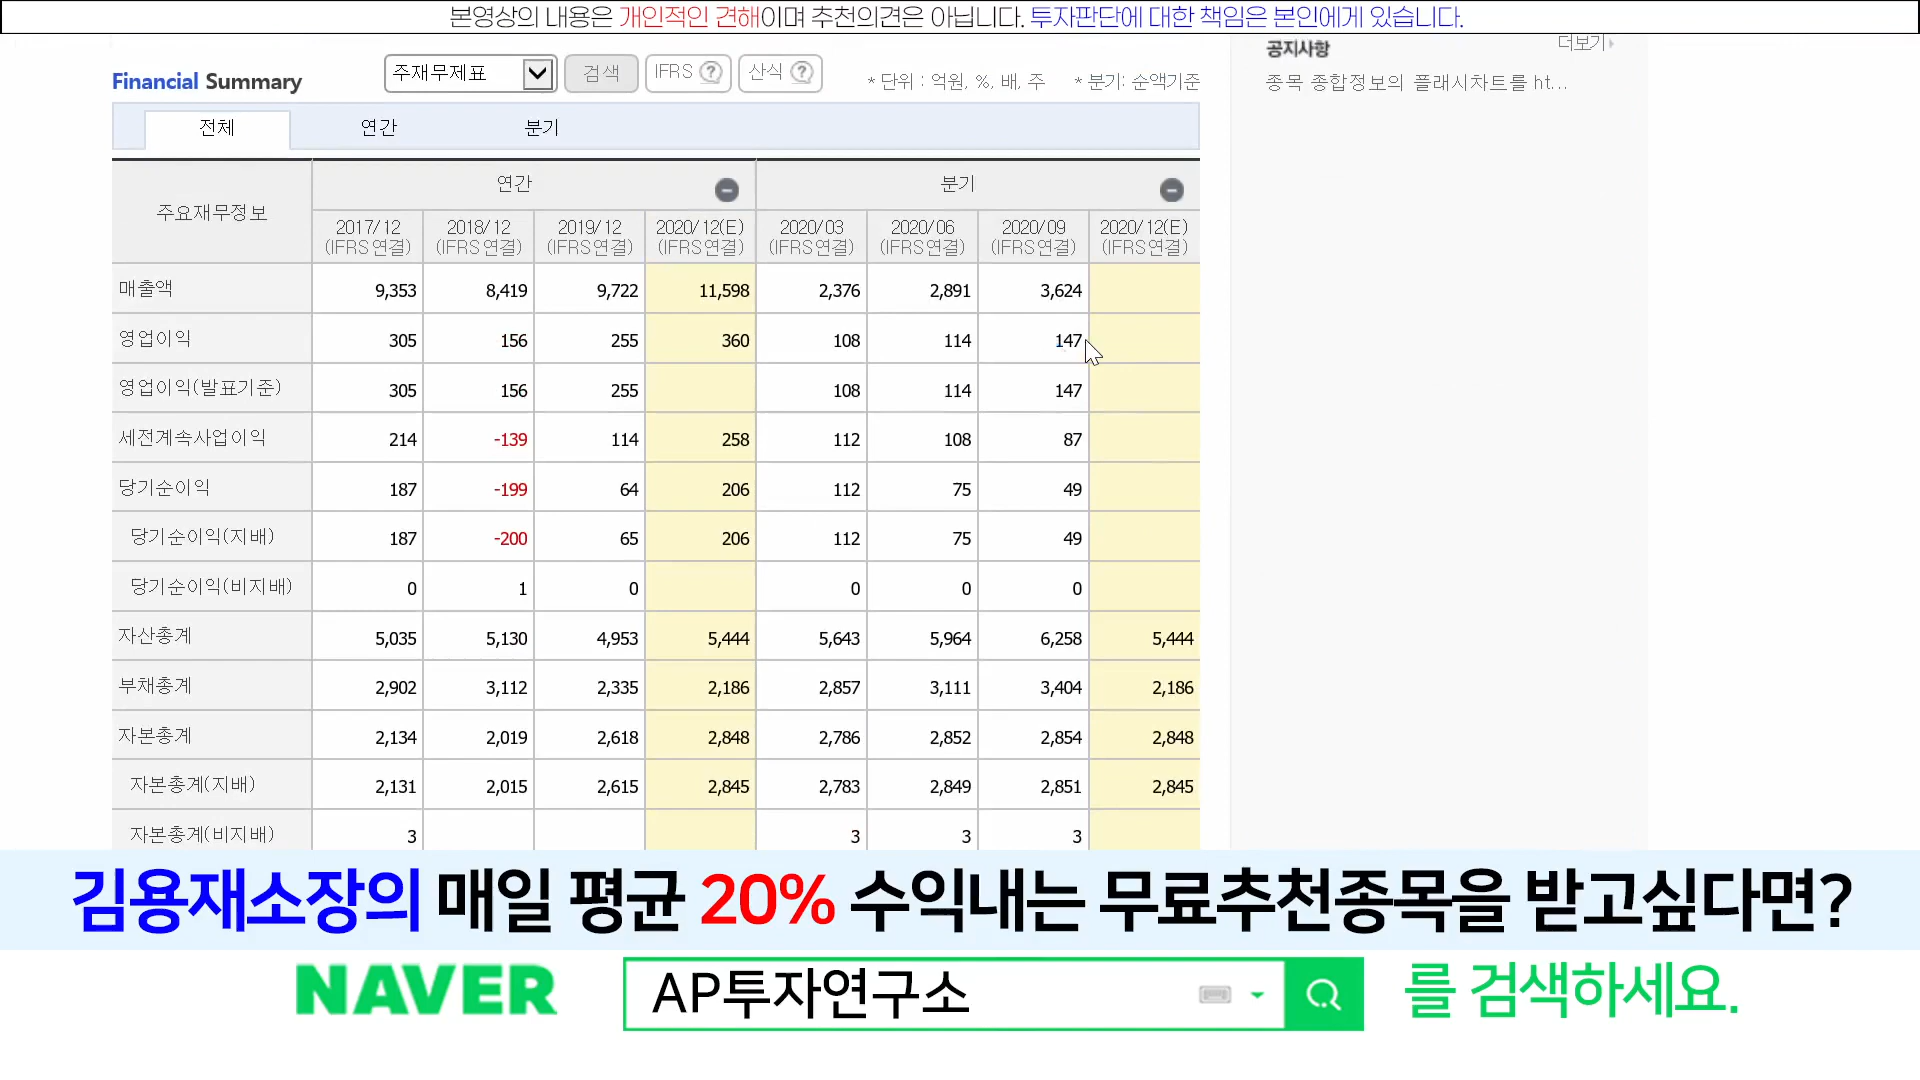 본영상의 내용은 개인적인 견해이며 추천의견은 아닙니다. 투자판단에 대한 책임은 본인에게 있습니다.
Financial Summary 주재무제표 검색 IFRS ? 산식 ? * 단위 : 억원, %, 배, 주 * 분기: 순액기준
공지사항 더보기
종목 종합정보의 플래시차트를 ht...
전체 연간 분기
주요재무정보 연간 분기
2017/12 2018/12 2019/12 2020/12(E) 2020/03 2020/06 2020/09 2020/12(E)
(IFRS연결) (IFRS연결) (IFRS연결) (IFRS연결) (IFRS연결) (IFRS연결) (IFRS연결) (IFRS연결)
매출액 9,353 8,419 9,722 11,598 2,376 2,891 3,624
영업이익 305 156 255 360 108 114 147
영업이익(발표기준) 305 156 255 108 114 147
세전계속사업이익 214 -139 114 258 112 108 87
당기순이익 187 -199 64 206 112 75 49
당기순이익(지배) 187 -200 65 206 112 75 49
당기순이익(비지배) 0 1 0 0 0 0
자산총계 5,035 5,130 4,953 5,444 5,643 5,964 6,258 5,444
부채총계 2,902 3,112 2,335 2,186 2,857 3,111 3,404 2,186
자본총계 2,134 2,019 2,618 2,848 2,786 2,852 2,854 2,848
자본총계(지배) 2,131 2,015 2,615 2,845 2,783 2,849 2,851 2,845
자본총계(비지배) 3 3 3 3
김용재소장의 매일 평균 20% 수익내는 무료추천종목을 받고싶다면?
NAVER AP투자연구소 를 검색하세요.